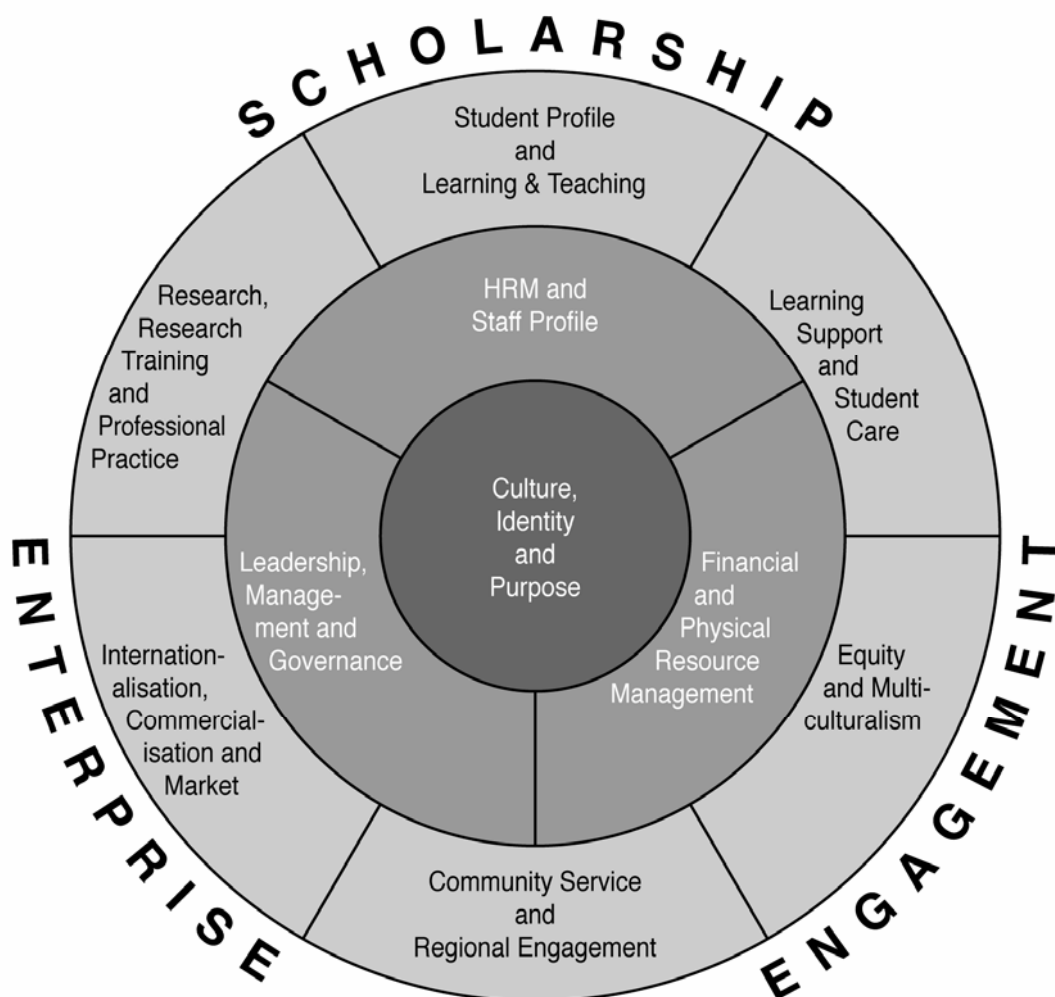 SCHOLARSHIP
Student Profile
and
Learning & Teaching
Research,
Research
Training
and
Professional
Practice
HRM and
Staff Profile
Learning
Support
and
Student
Care
Culture,
Identity
and
Purpose
Leadership,
Manage-
ment and
Governance
Financial
and
Physical
Resource
Management
Internation-
alisation,
Commercial-
isation and
Market
Equity
and Multi-
culturalism
Community Service
and
Regional Engagement
ENTERPRISE
ENGAGEMENT